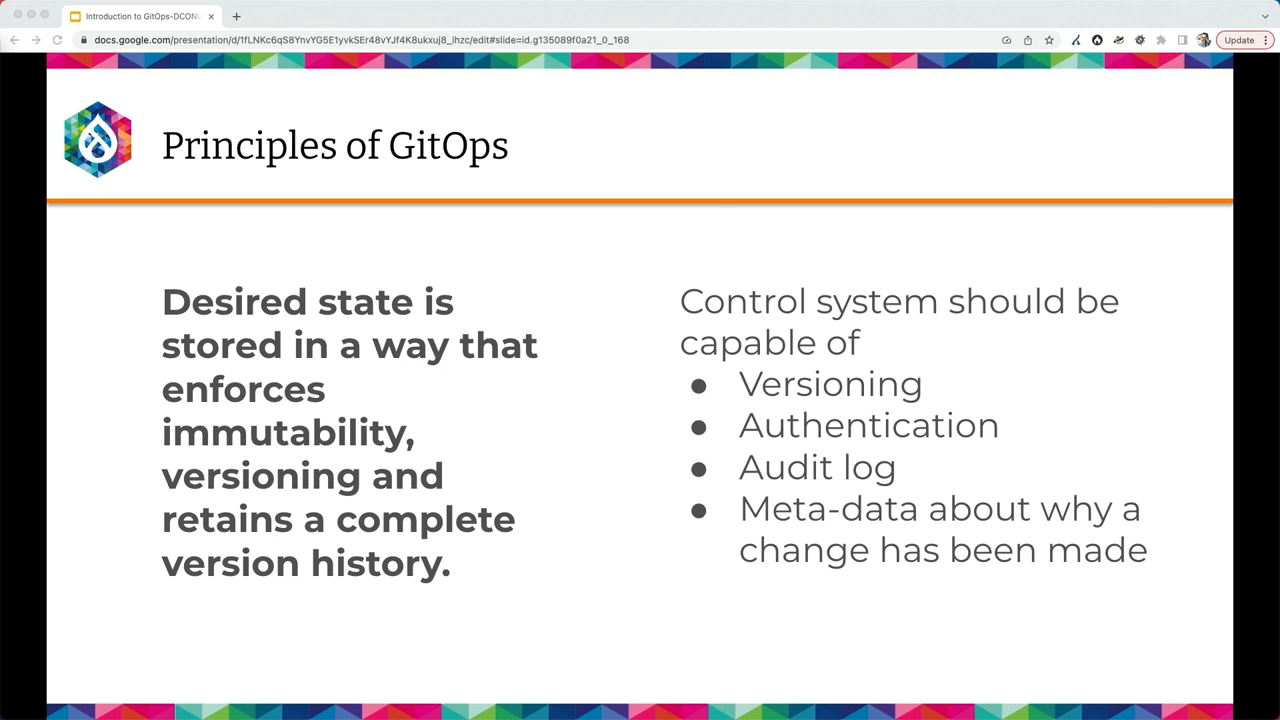 Introduction to GitOps-DCON
docs.google.com/presentation/d/1fLNKc6qS8YnvYG5E1yvkSEr48vYJf4K8ukxuj8_ihzc/edit#slide=id.g135089f0a21_0_168
Update
Principles of GitOps
Desired state is
stored in a way that
enforces
immutability,
versioning and
retains a complete
version history.
Control system should be
capable of
● Versioning
● Authentication
● Audit log
● Meta-data about why a
change has been made